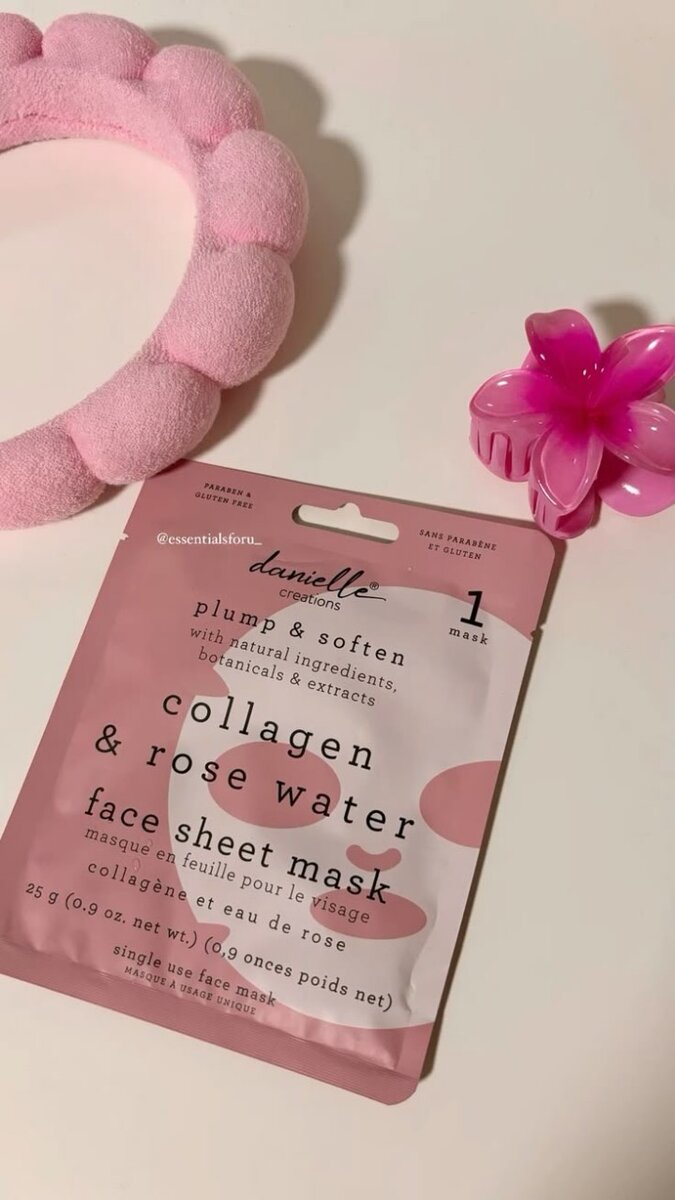 PARABEN &
GLUTEN FREE
SANS PARABÈNE
ET GLUTEN
@essentialsforu_
danielle®
creations
1
mask
plump & soften
with natural ingredients,
botanicals & extracts
collagen
& rose water
face sheet mask
masque en feuille pour le visage
collagène et eau de rose
25 g (0.9 oz. net wt.) (0,9 onces poids net)
single use face mask
MASQUE À USAGE UNIQUE